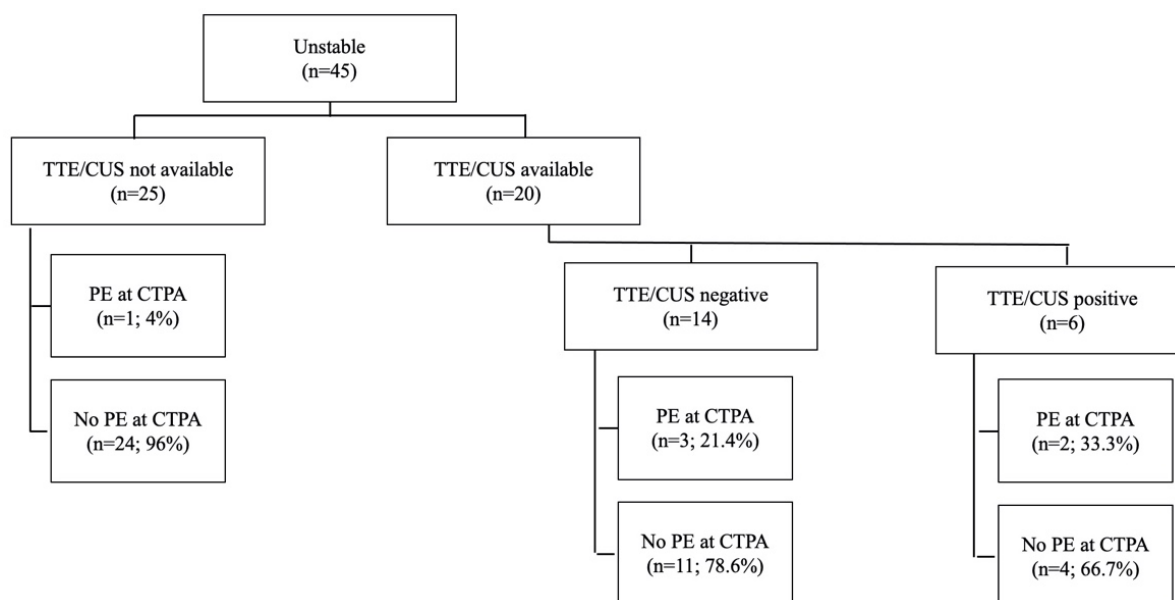 Unstable
(n=45)
TTE/CUS not available
(n=25)
TTE/CUS available
(n=20)
PE at CTPA
(n=1; 4%)
No PE at CTPA
(n=24; 96%)
TTE/CUS negative
(n=14)
TTE/CUS positive
(n=6)
PE at CTPA
(n=3; 21.4%)
No PE at CTPA
(n=11; 78.6%)
PE at CTPA
(n=2; 33.3%)
No PE at CTPA
(n=4; 66.7%)